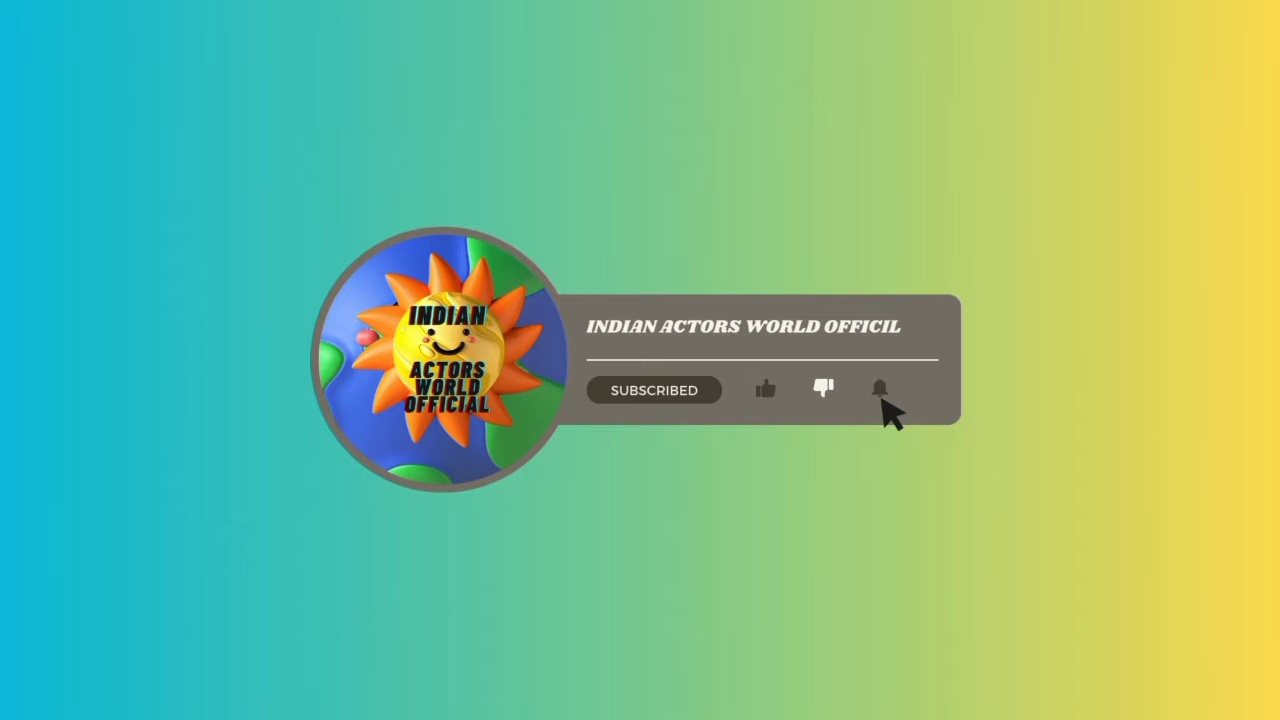 INDIAN
ACTORS
WORLD
OFFICIAL
INDIAN ACTORS WORLD OFFICIL
SUBSCRIBED